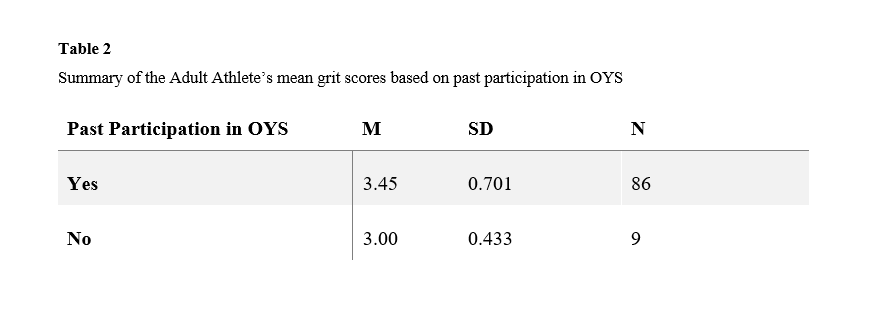 Table 2
Summary of the Adult Athlete's mean grit scores based on past participation in OYS
Past Participation in OYS M SD N
Yes 3.45 0.701 86
No 3.00 0.433 9